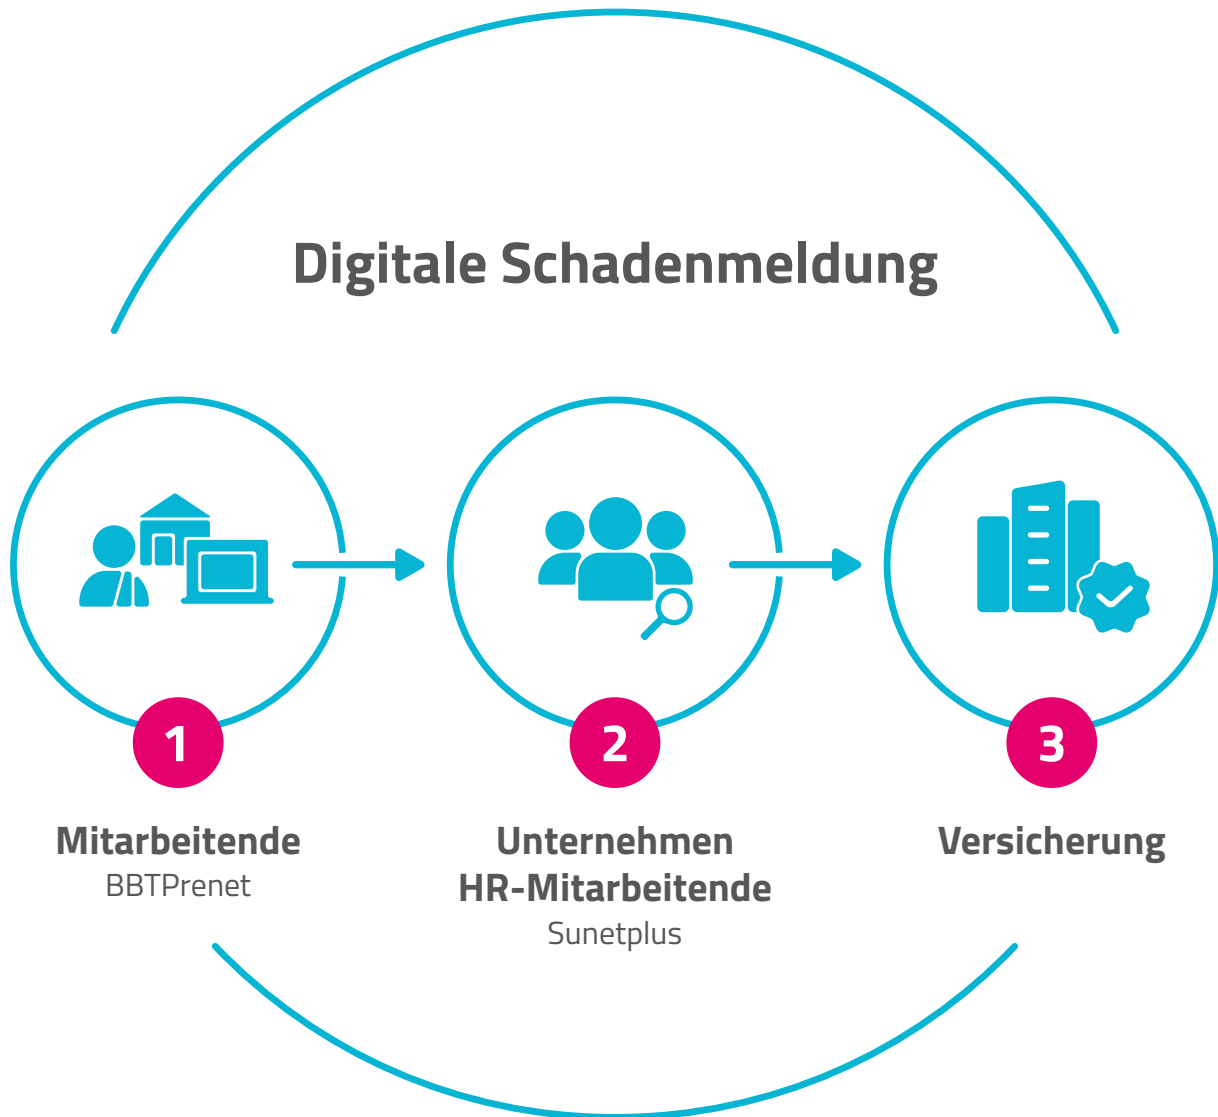 Digitale Schadenmeldung
1
Mitarbeitende
BBTPrenet
2
Unternehmen
HR-Mitarbeitende
Sunetplus
3
Versicherung